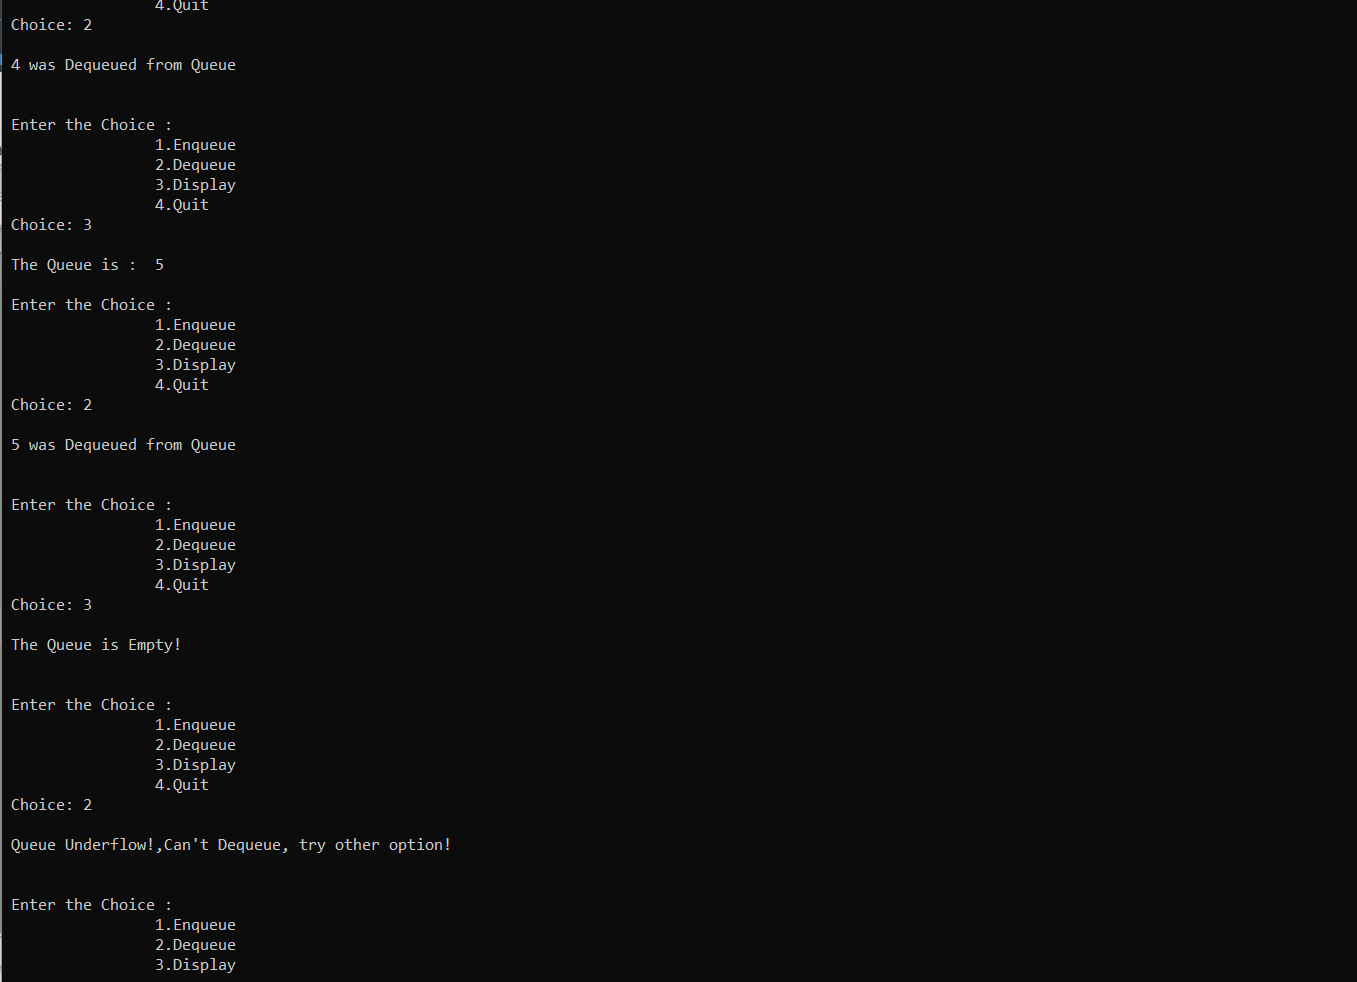 4.Quit
Choice: 2
4 was Dequeued from Queue
Enter the Choice :
1.Enqueue
2.Dequeue
3.Display
4.Quit
Choice: 3
The Queue is :  5
Enter the Choice :
1.Enqueue
2.Dequeue
3.Display
4.Quit
Choice: 2
5 was Dequeued from Queue
Enter the Choice :
1.Enqueue
2.Dequeue
3.Display
4.Quit
Choice: 3
The Queue is Empty!
Enter the Choice :
1.Enqueue
2.Dequeue
3.Display
4.Quit
Choice: 2
Queue Underflow!,Can't Dequeue, try other option!
Enter the Choice :
1.Enqueue
2.Dequeue
3.Display